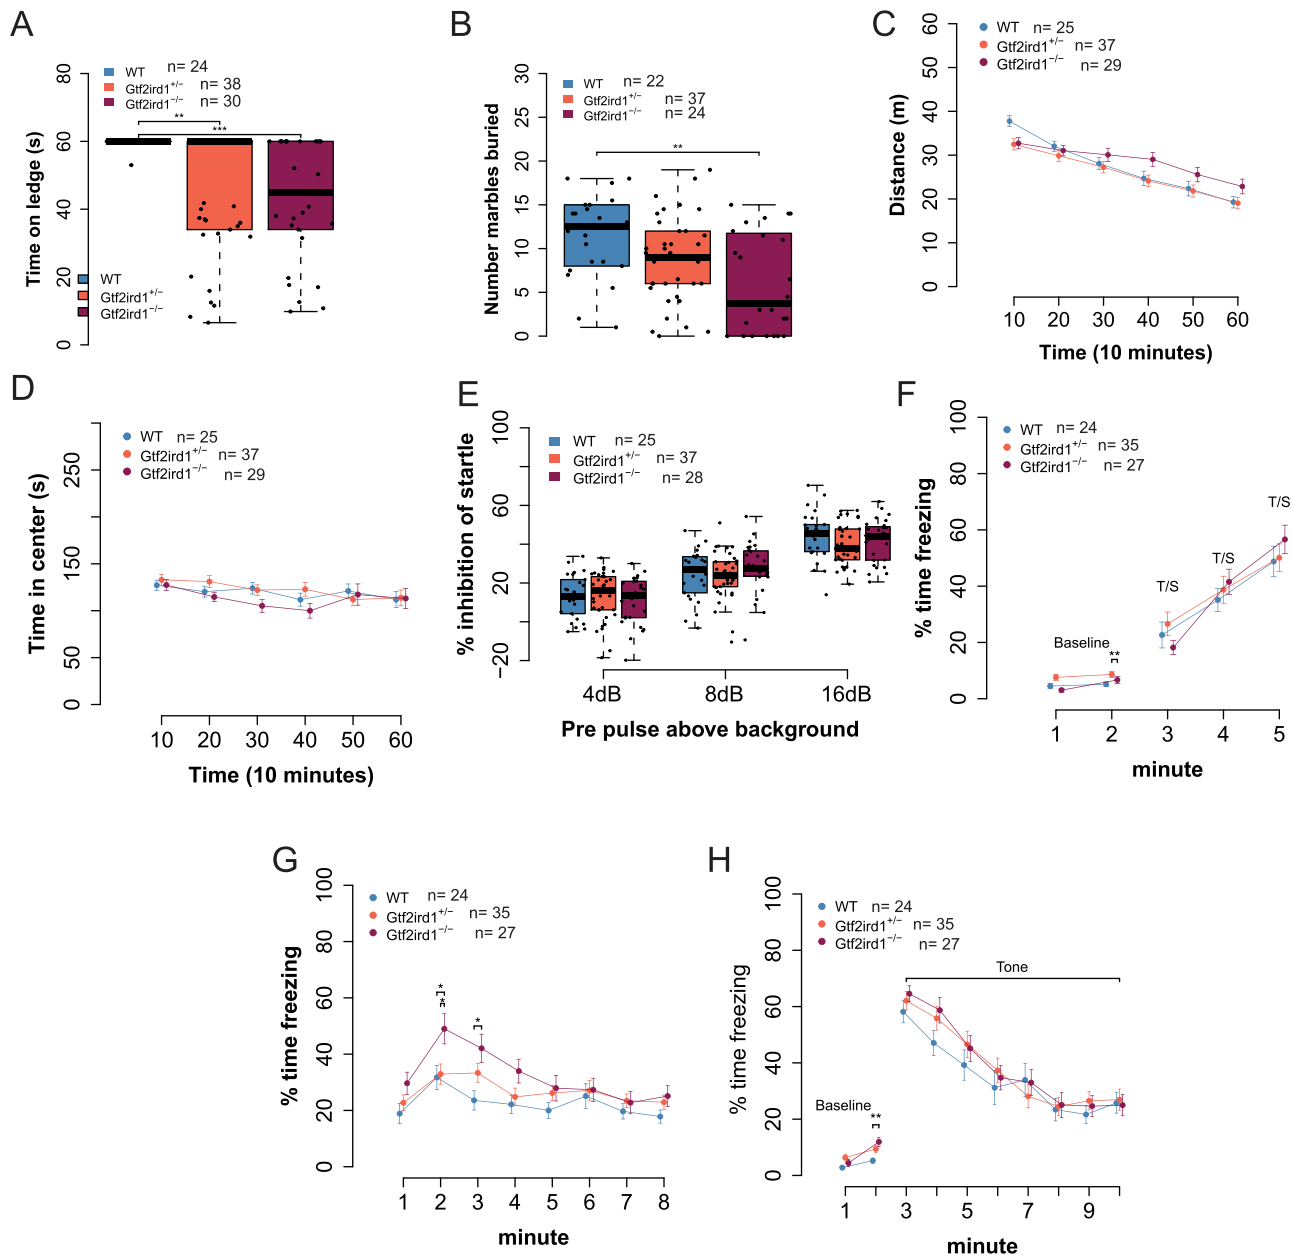 A
Time on ledge (s)
80
60
40
20
0
WT n= 24
Gtf2ird1+/− n= 38
Gtf2ird1−/− n= 30
**
***
WT
Gtf2ird1+/−
Gtf2ird1−/−
B
Number marbles buried
30
25
20
15
10
5
0
WT n= 22
Gtf2ird1+/− n= 37
Gtf2ird1−/− n= 24
**
C
Distance (m)
60
50
40
30
20
10
0
WT n= 25
Gtf2ird1+/− n= 37
Gtf2ird1−/− n= 29
10 20 30 40 50 60
Time (10 minutes)
D
Time in center (s)
250
150
50
0
WT n= 25
Gtf2ird1+/− n= 37
Gtf2ird1−/− n= 29
10 20 30 40 50 60
Time (10 minutes)
E
% inhibition of startle
100
60
20
−20
WT n= 25
Gtf2ird1+/− n= 37
Gtf2ird1−/− n= 28
4dB 8dB 16dB
Pre pulse above background
F
% time freezing
100
80
60
40
20
0
WT n= 24
Gtf2ird1+/− n= 35
Gtf2ird1−/− n= 27
T/S
T/S
T/S
Baseline
**
1 2 3 4 5
minute
G
% time freezing
100
80
60
40
20
0
WT n= 24
Gtf2ird1+/− n= 35
Gtf2ird1−/− n= 27
*
*
*
1 2 3 4 5 6 7 8
minute
H
% time freezing
100
80
60
40
20
0
WT n= 24
Gtf2ird1+/− n= 35
Gtf2ird1−/− n= 27
Tone
Baseline
**
1 3 5 7 9
minute